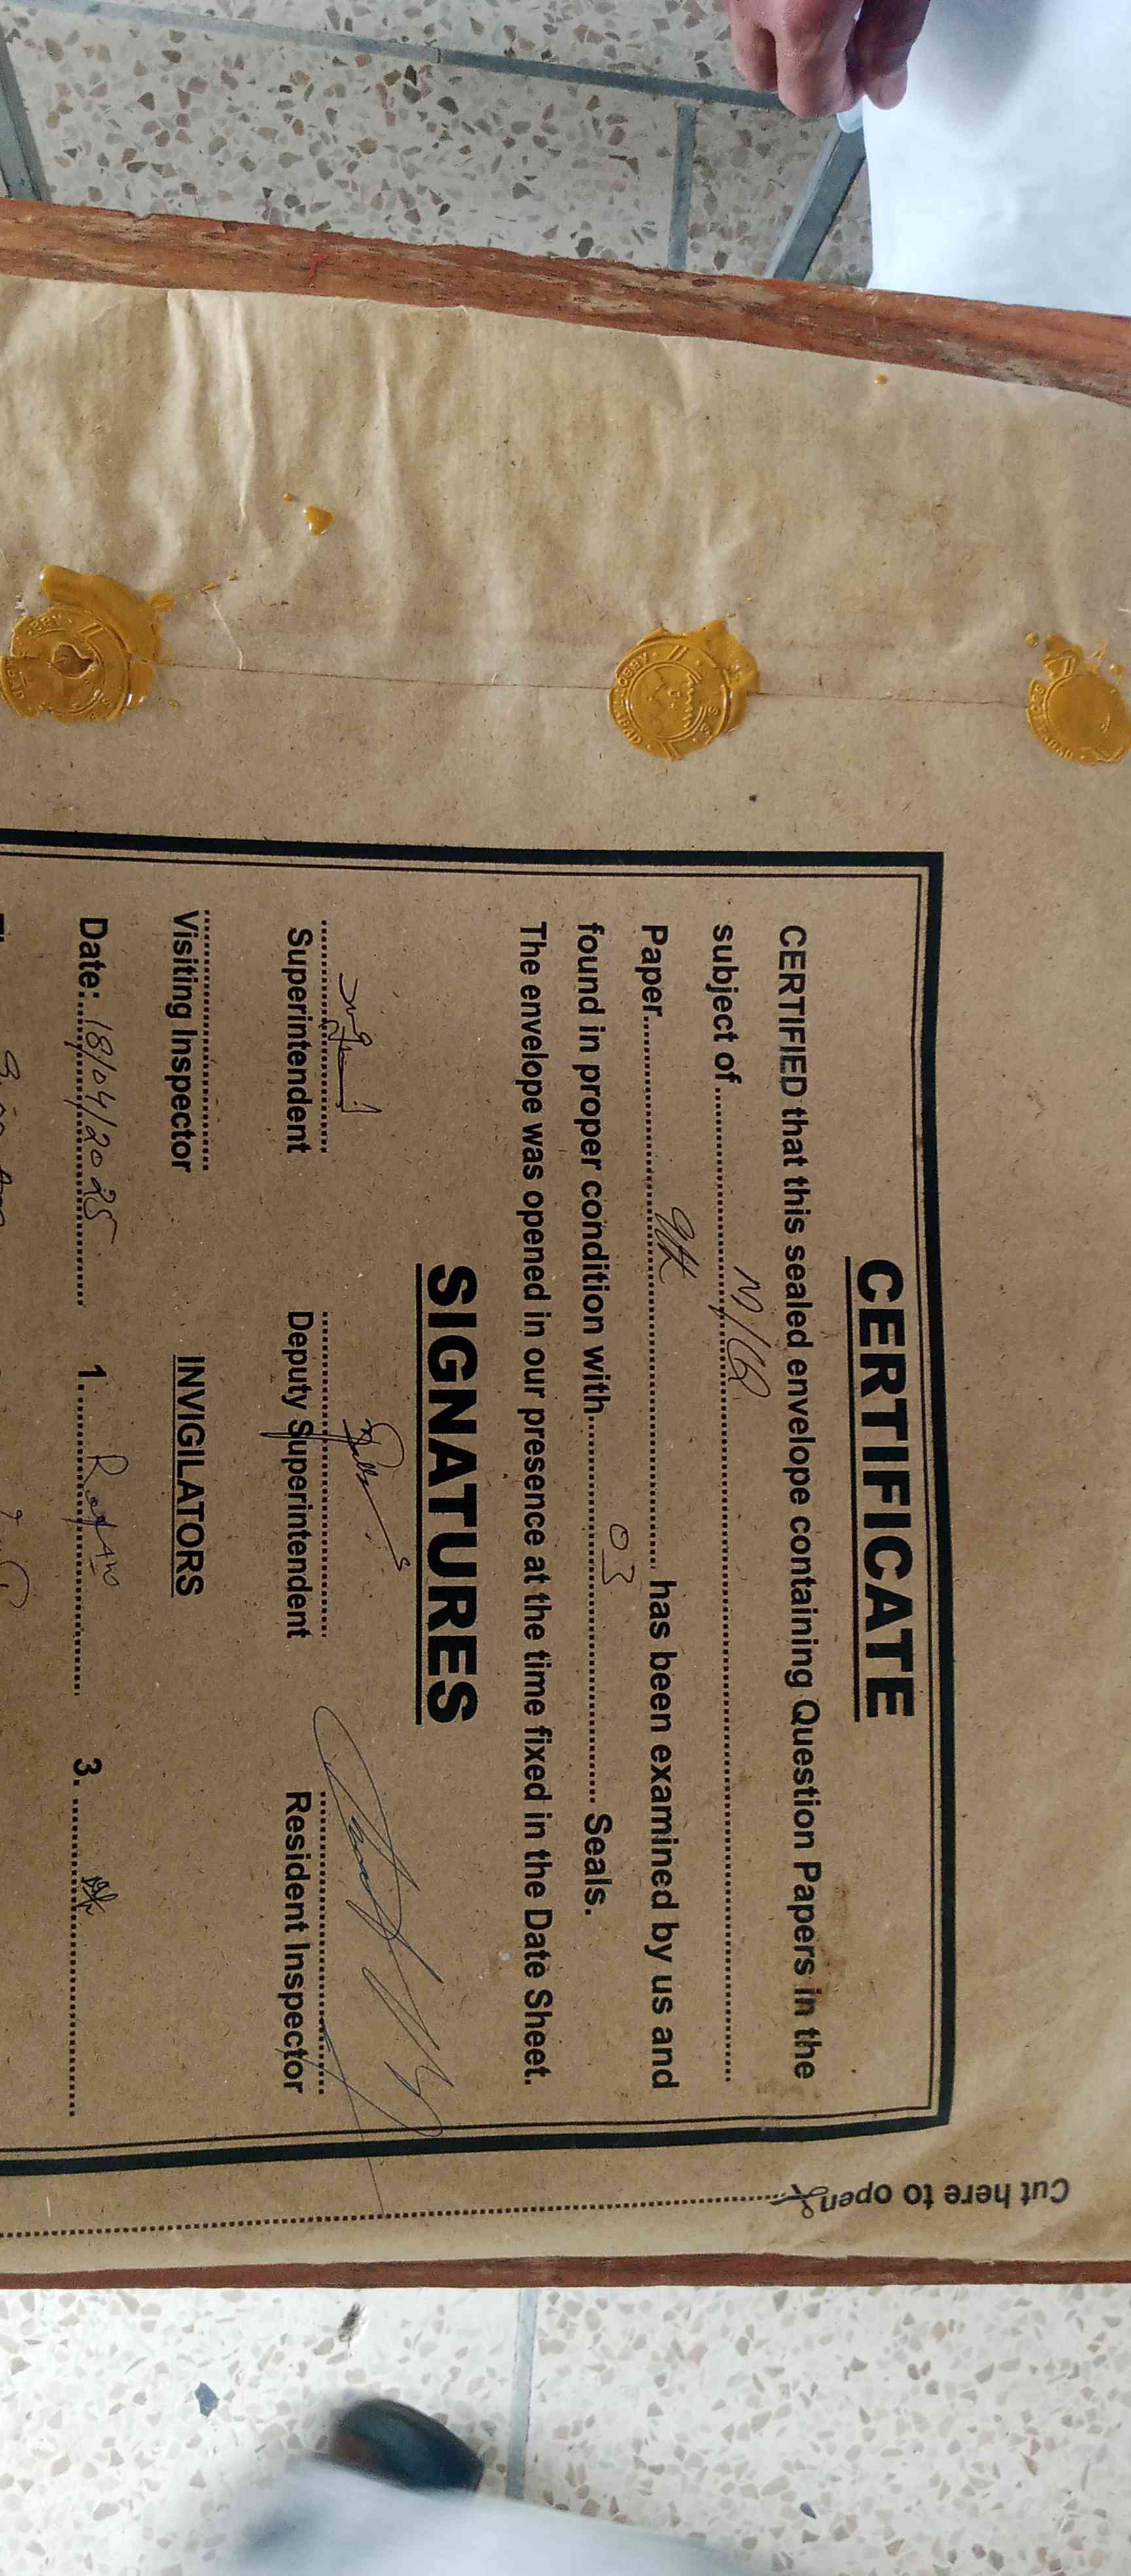 CERTIFICATE
CERTIFIED that this sealed envelope containing Question Papers in the
subject of
Paper 9th has been examined by us and
found in proper condition with 03 Seals.
The envelope was opened in our presence at the time fixed in the Date Sheet.
SIGNATURES
Superintendent Deputy Superintendent Resident Inspector
Visiting Inspector INVIGILATORS
Date: 18/04/2025 1. 3.
Cut here to open